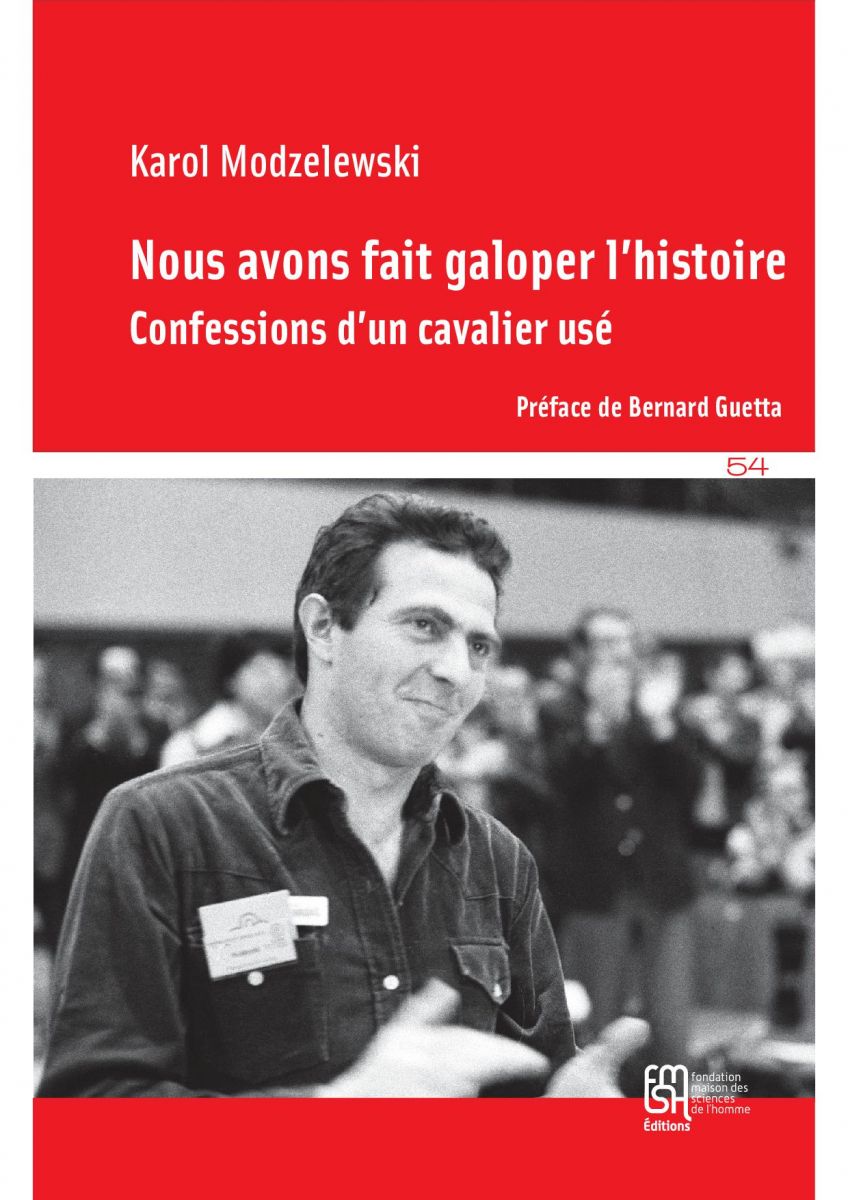 Karol Modzelewski
Nous avons fait galoper l’histoire
Confessions d’un cavalier usé
Préface de Bernard Guetta
54
FMSH
fondation
maison des
sciences
de l'homme
Éditions